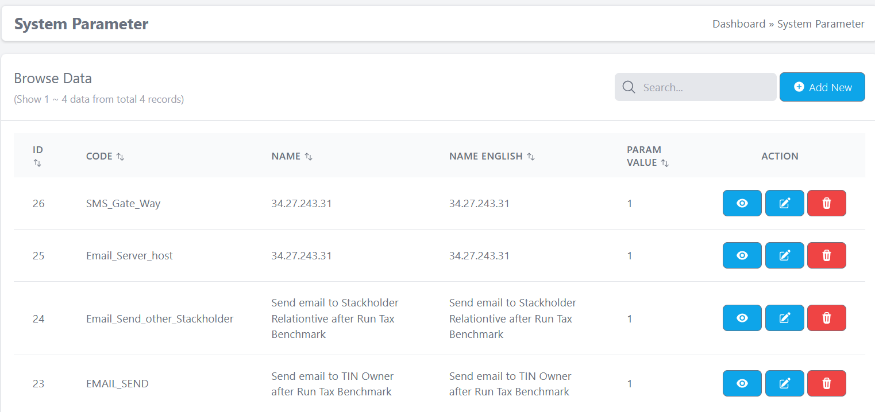 System Parameter
Dashboard » System Parameter
Browse Data
(Show 1 ~ 4 data from total 4 records)
Search...
Add New
ID
CODE
NAME
NAME ENGLISH
PARAM
VALUE
ACTION
26
SMS_Gate_Way
34.27.243.31
34.27.243.31
1
25
Email_Server_host
34.27.243.31
34.27.243.31
1
24
Email_Send_other_Stackholder
Send email to Stackholder
Relationtive after Run Tax
Benchmark
Send email to Stackholder
Relationtive after Run Tax
Benchmark
1
23
EMAIL_SEND
Send email to TIN Owner
after Run Tax Benchmark
Send email to TIN Owner
after Run Tax Benchmark
1